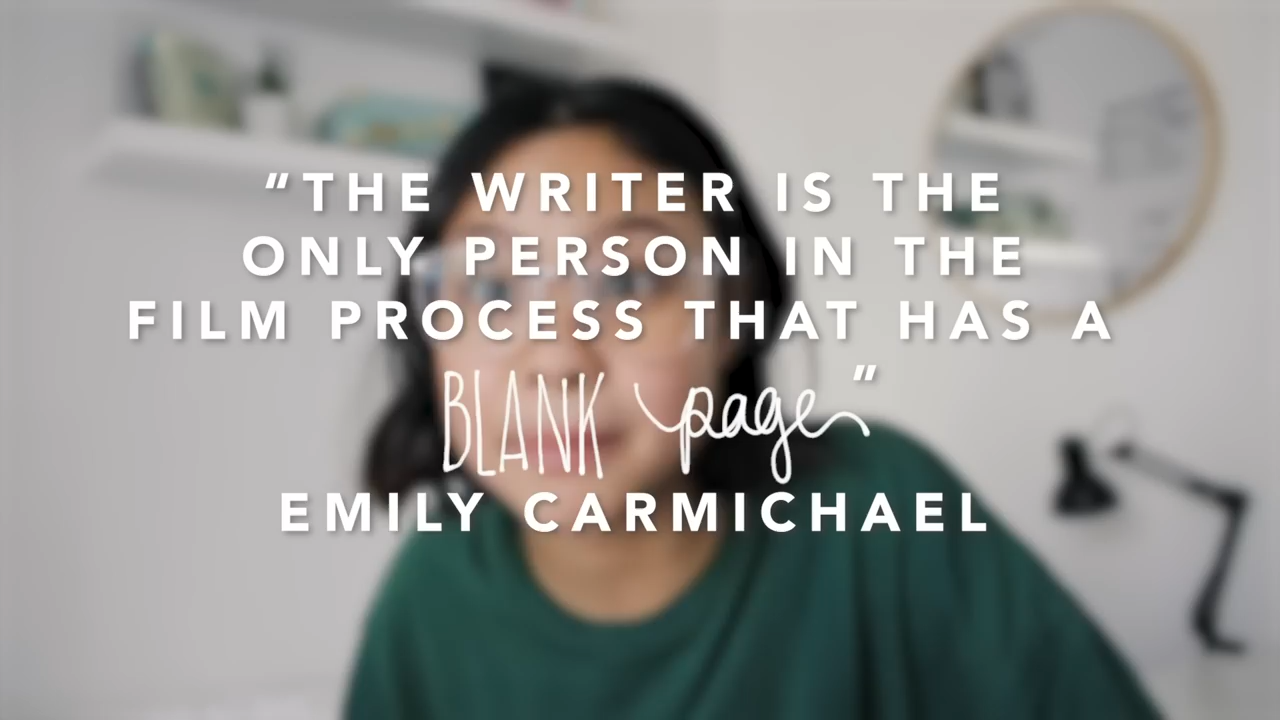 “THE WRITER IS THE
ONLY PERSON IN THE
FILM PROCESS THAT HAS A
BLANK page”
EMILY CARMICHAEL